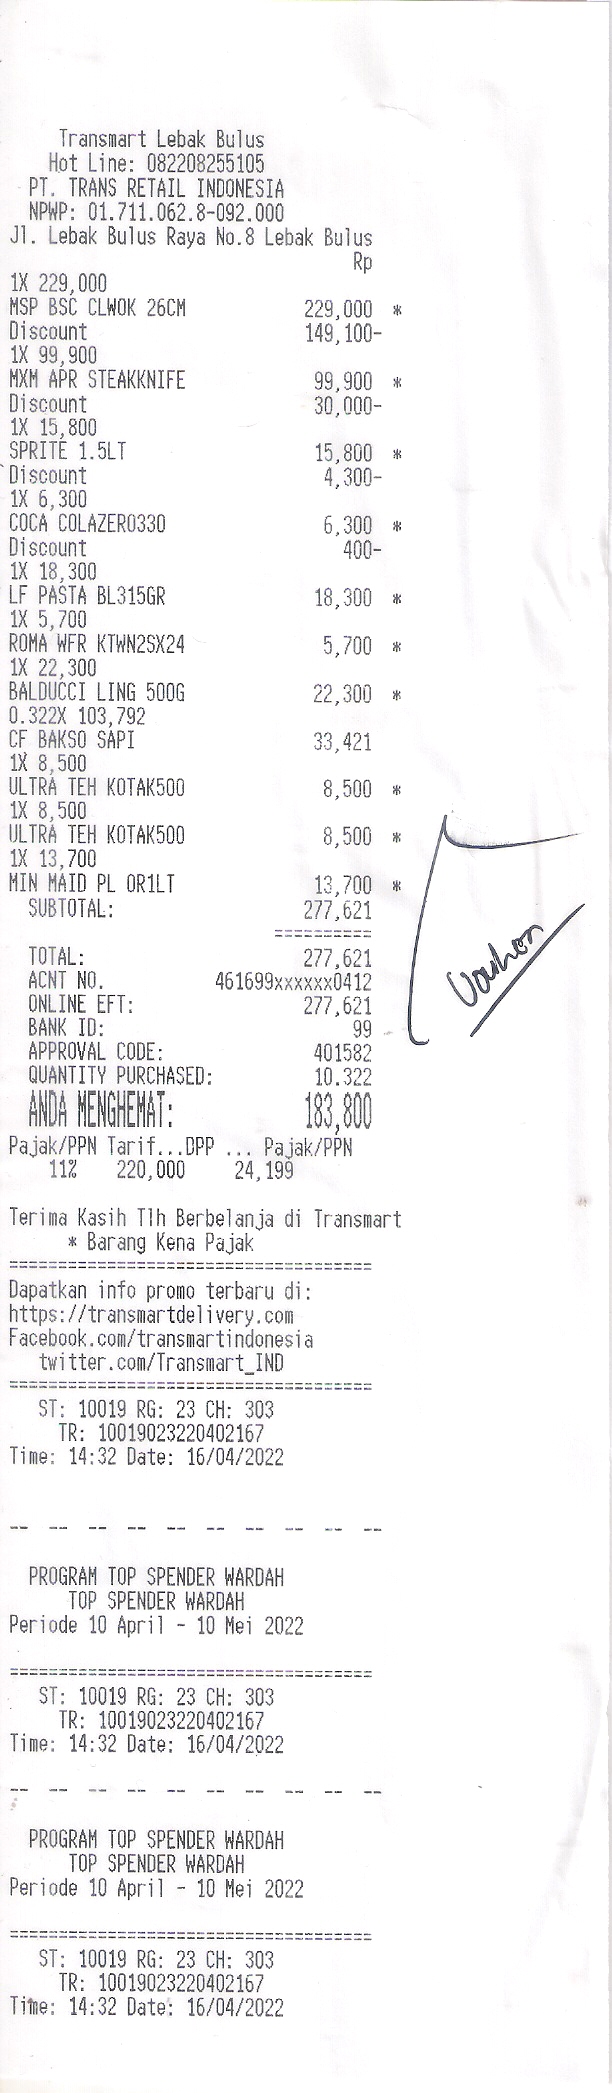 Transmart Lebak Bulus
Hot Line: 082208255105
PT. TRANS RETAIL INDONESIA
NPWP: 01.711.062.8-092.000
Jl. Lebak Bulus Raya No.8 Lebak Bulus
Rp
1X 229,000
MSP BSC CLWOK 26CM 229,000 *
Discount 149,100-
1X 99,900
MXM APR STEAKKNIFE 99,900 *
Discount 30,000-
1X 15,800
SPRITE 1.5LT 15,800 *
Discount 4,300-
1X 6,300
COCA COLAZERO330 6,300 *
Discount 400-
1X 18,300
LF PASTA BL315GR 18,300 *
1X 5,700
ROMA WFR KTWN2SX24 5,700 *
1X 22,300
BALDUCCI LING 500G 22,300 *
0.322X 103,792
CF BAKSO SAPI 33,421
1X 8,500
ULTRA TEH KOTAK500 8,500 *
1X 8,500
ULTRA TEH KOTAK500 8,500 *
1X 13,700
MIN MAID PL OR1LT 13,700 *
SUBTOTAL: 277,621
==========
TOTAL: 277,621
ACNT NO. 461699xxxxxx0412
ONLINE EFT: 277,621
BANK ID: 99
APPROVAL CODE: 401582
QUANTITY PURCHASED: 10.322
ANDA MENGHEMAT: 183,800
Pajak/PPN Tarif...DPP ... Pajak/PPN
11% 220,000 24,199
Terima Kasih Tlh Berbelanja di Transmart
* Barang Kena Pajak
=====================================
Dapatkan info promo terbaru di:
https://transmartdelivery.com
Facebook.com/transmartindonesia
twitter.com/Transmart_IND
=====================================
ST: 10019 RG: 23 CH: 303
TR: 10019023220402167
Time: 14:32 Date: 16/04/2022
-- -- -- -- -- -- -- -- -- --
PROGRAM TOP SPENDER WARDAH
TOP SPENDER WARDAH
Periode 10 April - 10 Mei 2022
=====================================
ST: 10019 RG: 23 CH: 303
TR: 10019023220402167
Time: 14:32 Date: 16/04/2022
-- -- -- -- -- -- -- -- -- --
PROGRAM TOP SPENDER WARDAH
TOP SPENDER WARDAH
Periode 10 April - 10 Mei 2022
=====================================
ST: 10019 RG: 23 CH: 303
TR: 10019023220402167
Time: 14:32 Date: 16/04/2022